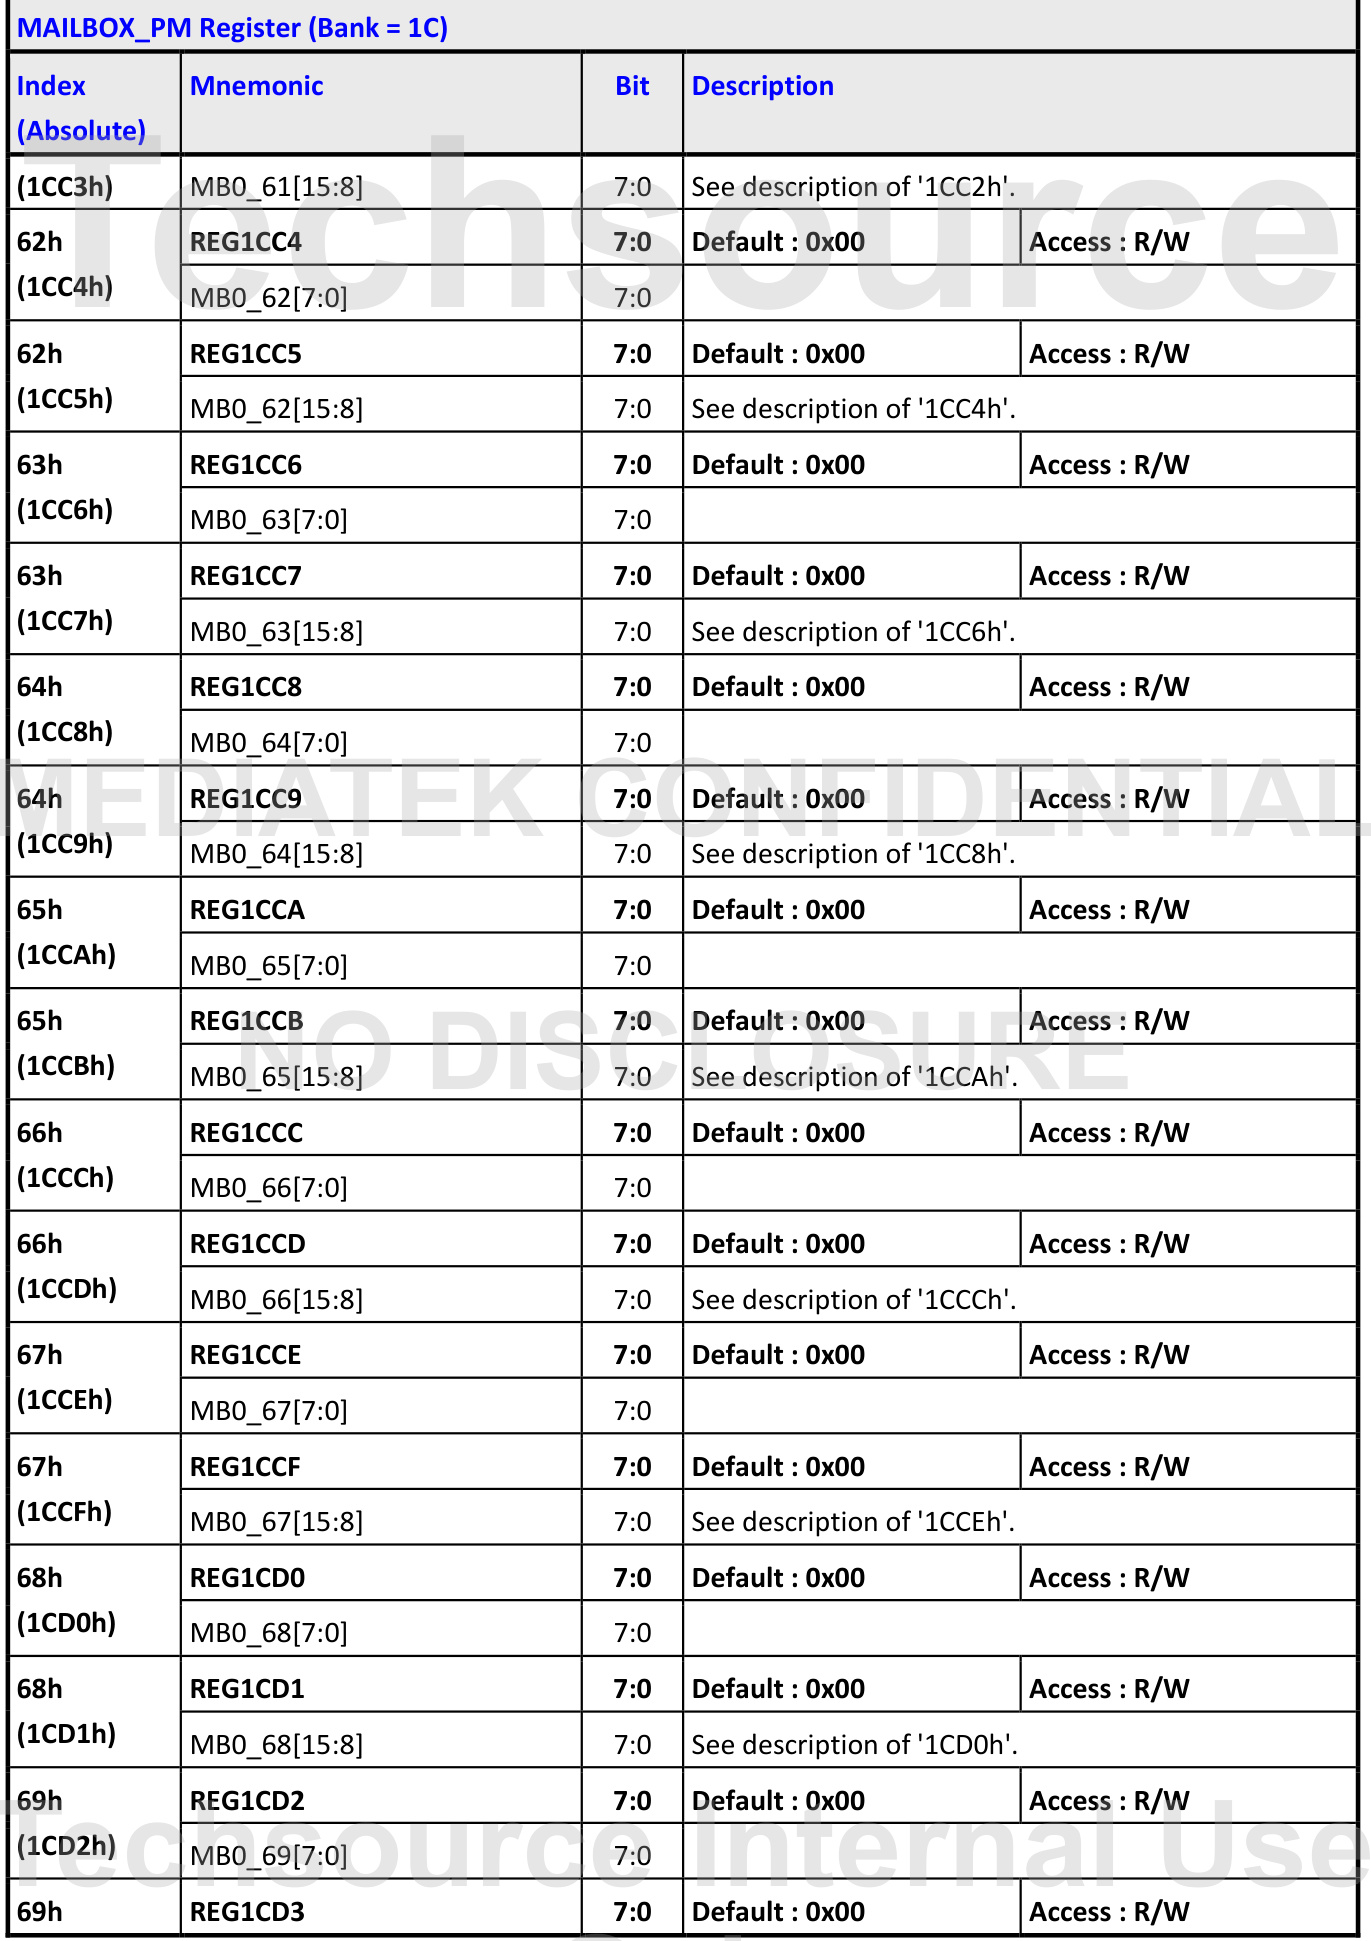 MAILBOX_PM Register (Bank = 1C)
Index (Absolute) Mnemonic Bit Description
(1CC3h) MB0_61[15:8] 7:0 See description of '1CC2h'.
62h REG1CC4 7:0 Default : 0x00 Access : R/W
(1CC4h) MB0_62[7:0] 7:0
62h REG1CC5 7:0 Default : 0x00 Access : R/W
(1CC5h) MB0_62[15:8] 7:0 See description of '1CC4h'.
63h REG1CC6 7:0 Default : 0x00 Access : R/W
(1CC6h) MB0_63[7:0] 7:0
63h REG1CC7 7:0 Default : 0x00 Access : R/W
(1CC7h) MB0_63[15:8] 7:0 See description of '1CC6h'.
64h REG1CC8 7:0 Default : 0x00 Access : R/W
(1CC8h) MB0_64[7:0] 7:0
64h REG1CC9 7:0 Default : 0x00 Access : R/W
(1CC9h) MB0_64[15:8] 7:0 See description of '1CC8h'.
65h REG1CCA 7:0 Default : 0x00 Access : R/W
(1CCAh) MB0_65[7:0] 7:0
65h REG1CCB 7:0 Default : 0x00 Access : R/W
(1CCBh) MB0_65[15:8] 7:0 See description of '1CCAh'.
66h REG1CCC 7:0 Default : 0x00 Access : R/W
(1CCCh) MB0_66[7:0] 7:0
66h REG1CCD 7:0 Default : 0x00 Access : R/W
(1CCDh) MB0_66[15:8] 7:0 See description of '1CCCh'.
67h REG1CCE 7:0 Default : 0x00 Access : R/W
(1CCEh) MB0_67[7:0] 7:0
67h REG1CCF 7:0 Default : 0x00 Access : R/W
(1CCFh) MB0_67[15:8] 7:0 See description of '1CCEh'.
68h REG1CD0 7:0 Default : 0x00 Access : R/W
(1CD0h) MB0_68[7:0] 7:0
68h REG1CD1 7:0 Default : 0x00 Access : R/W
(1CD1h) MB0_68[15:8] 7:0 See description of '1CD0h'.
69h REG1CD2 7:0 Default : 0x00 Access : R/W
(1CD2h) MB0_69[7:0] 7:0
69h REG1CD3 7:0 Default : 0x00 Access : R/W
Techsource
MEDIATEK CONFIDENTIAL
NO DISCLOSURE
Techsource Internal Use